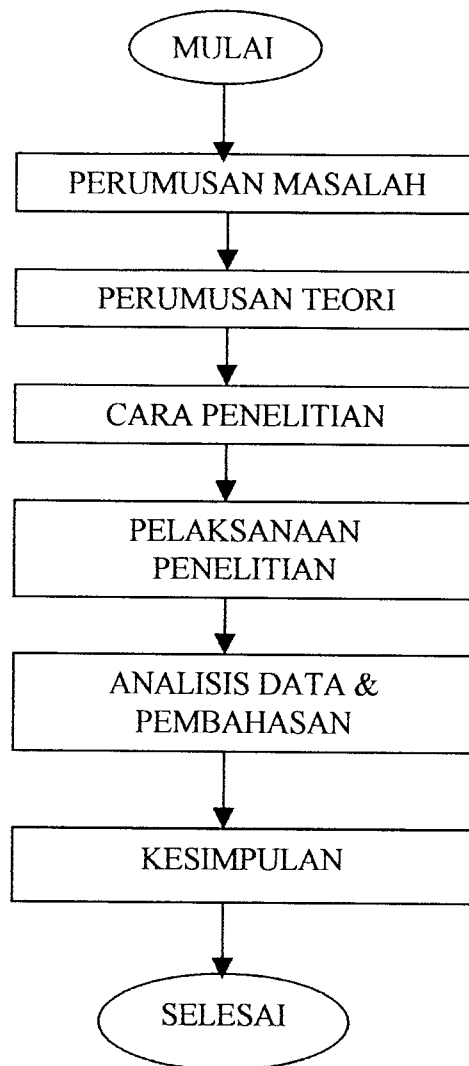 MULAI
PERUMUSAN MASALAH
PERUMUSAN TEORI
CARA PENELITIAN
PELAKSANAAN
PENELITIAN
ANALISIS DATA &
PEMBAHASAN
KESIMPULAN
SELESAI